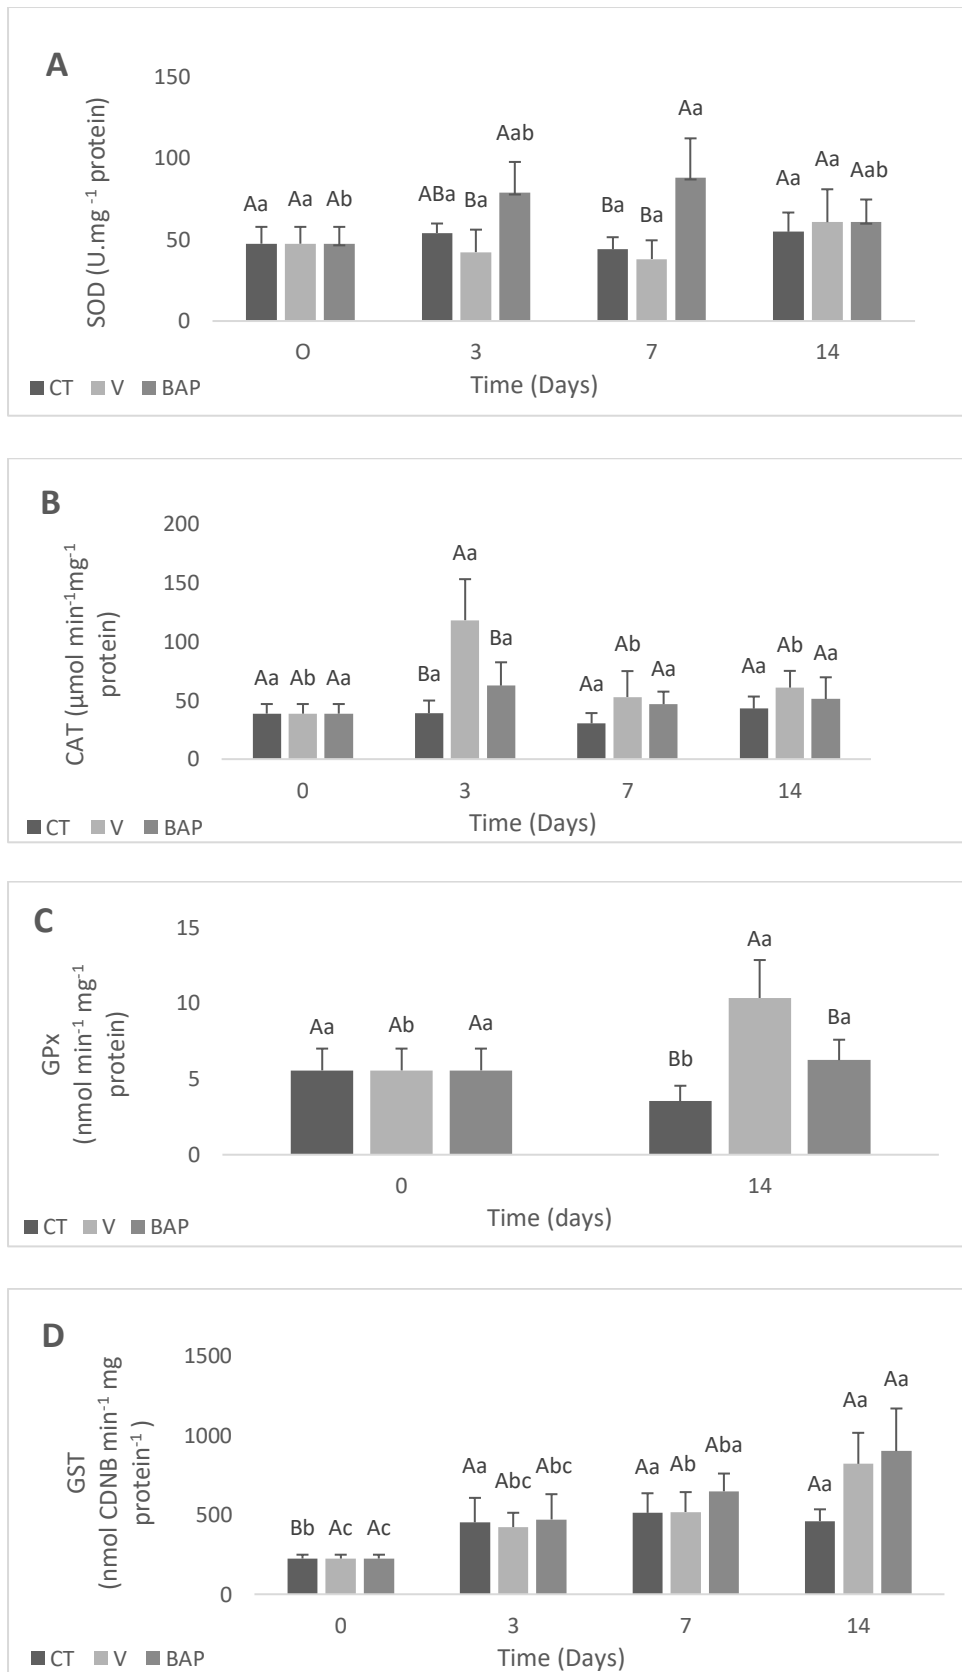 A
SOD (U.mg -1 protein)
150
100
50
0
Aa Aa Ab
ABa Ba Aab
Ba Ba Aa
Aa Aa Aab
O 3 7 14
Time (Days)
CT V BAP
B
CAT (µmol min-1mg-1
protein)
200
150
100
50
0
Aa Ab Aa
Ba Aa Ba
Aa Ab Aa
Aa Ab Aa
0 3 7 14
Time (Days)
CT V BAP
C
GPx
(nmol min-1 mg-1
protein)
15
10
5
0
Aa Ab Aa
Bb Aa Ba
0 14
Time (days)
CT V BAP
D
GST
(nmol CDNB min-1 mg
protein-1 )
1500
1000
500
0
Bb Ac Ac
Aa Abc Abc
Aa Ab Aba
Aa Aa Aa
0 3 7 14
Time (Days)
CT V BAP